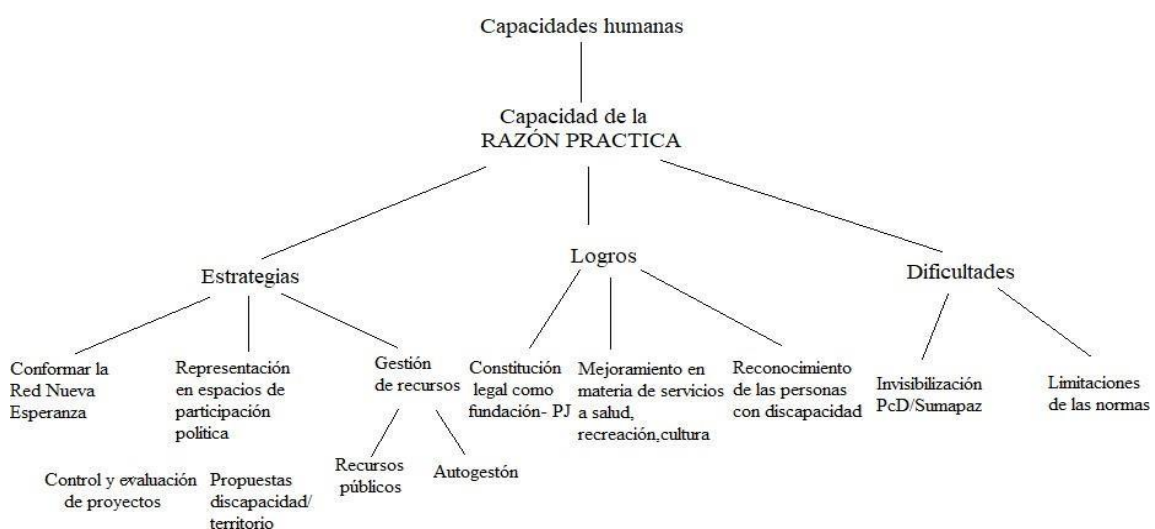 Capacidades humanas
Capacidad de la
RAZÓN PRACTICA
Estrategias
Logros
Dificultades
Conformar la
Red Nueva
Esperanza
Representación
en espacios de
participación
politica
Gestión
de recursos
Constitución
legal como
fundación- PJ
Mejoramiento en
materia de servicios
a salud,
recreación,cultura
Reconocimiento
de las personas
con discapacidad
Invisibilización
PcD/Sumapaz
Limitaciones
de las normas
Control y evaluación
de proyectos
Propuestas
discapacidad/
territorio
Recursos
públicos
Autogestón